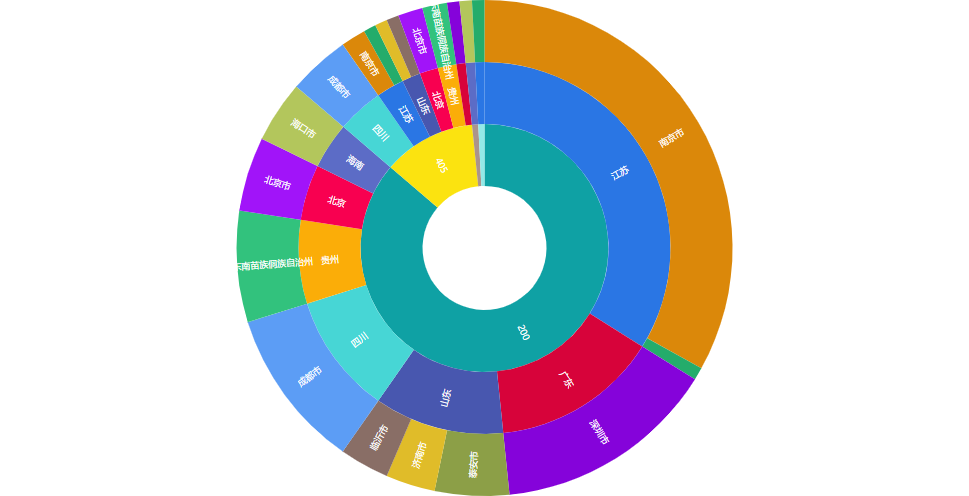 200
405
江苏
广东
山东
四川
贵州
北京
海南
四川
江苏
山东
北京
贵州
南京市
深圳市
泰安市
济南市
临沂市
成都市
东南苗族侗族自治州
北京市
海口市
成都市
南京市
北京市
东南苗族侗族自治州